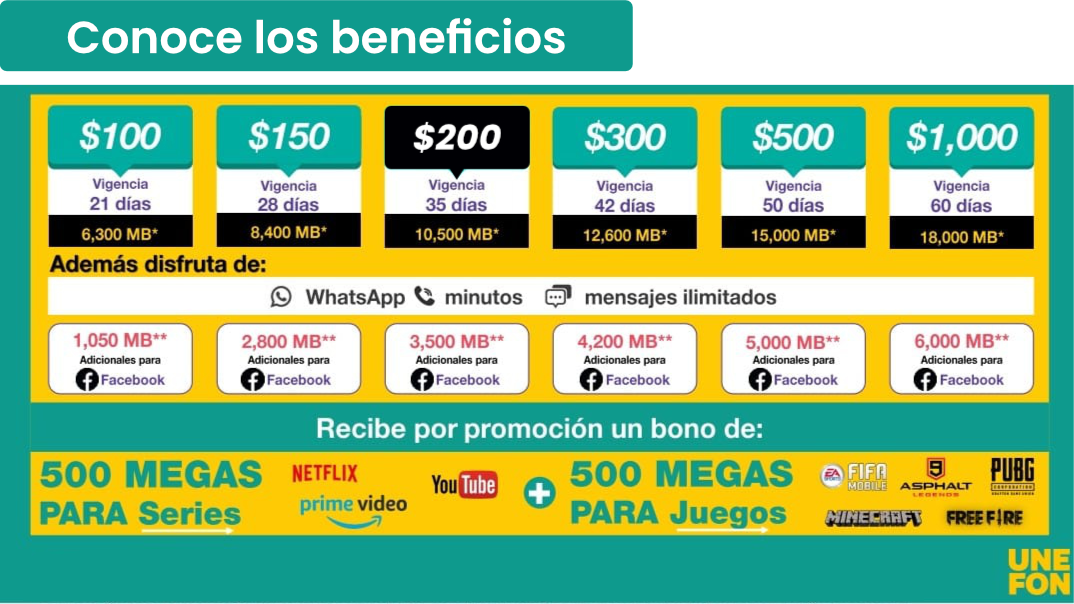 Conoce los beneficios
$100 $150 $200 $300 $500 $1,000
Vigencia Vigencia Vigencia Vigencia Vigencia Vigencia
21 días 28 días 35 días 42 días 50 días 60 días
6,300 MB* 8,400 MB* 10,500 MB* 12,600 MB* 15,000 MB* 18,000 MB*
Además disfruta de:
WhatsApp minutos mensajes ilimitados
1,050 MB** 2,800 MB** 3,500 MB** 4,200 MB** 5,000 MB** 6,000 MB**
Adicionales para Adicionales para Adicionales para Adicionales para Adicionales para Adicionales para
Facebook Facebook Facebook Facebook Facebook Facebook
Recibe por promoción un bono de:
500 MEGAS
PARA Series
NETFLIX
prime video
YouTube
500 MEGAS
PARA Juegos
EA SPORTS FIFA MOBILE
9
ASPHALT
LEGENDS
PUBG
CORPORATION
MINECRAFT
FREE FIRE
UNE
FON